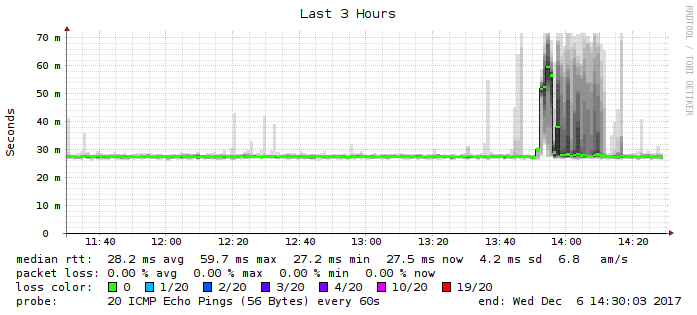 Last 3 Hours
RRDTOOL / TOBI OETIKER
Seconds
70 m
60 m
50 m
40 m
30 m
20 m
10 m
0
11:40 12:00 12:20 12:40 13:00 13:20 13:40 14:00 14:20
median rtt: 28.2 ms avg 59.7 ms max 27.2 ms min 27.5 ms now 4.2 ms sd 6.8 am/s
packet loss: 0.00 % avg 0.00 % max 0.00 % min 0.00 % now
loss color: 0 1/20 2/20 3/20 4/20 10/20 19/20
probe: 20 ICMP Echo Pings (56 Bytes) every 60s end: Wed Dec 6 14:30:03 2017